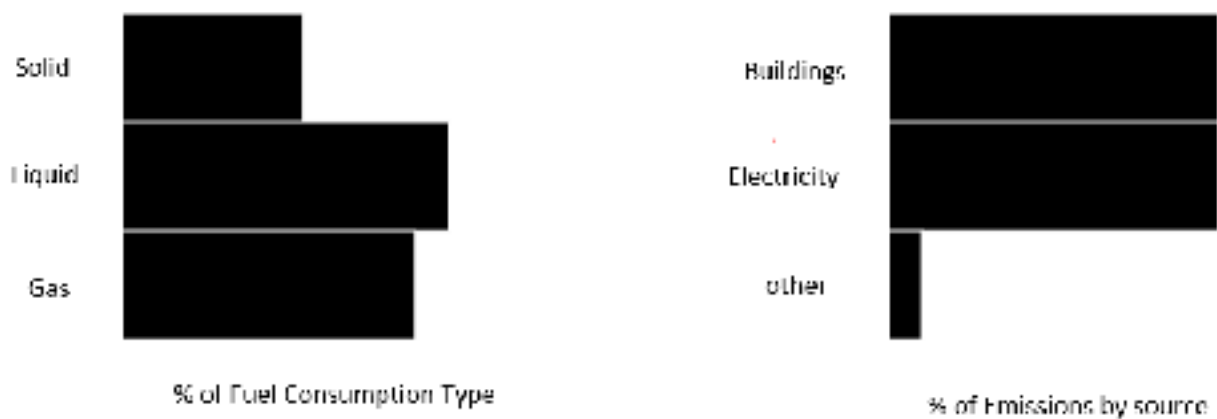 Solid
Liquid
Gas
% of Fuel Consumption Type
Buildings
Electricity
other
% of Emissions by source